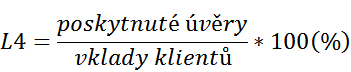 L4 = poskytnuté úvěry / vklady klientů * 100(%)